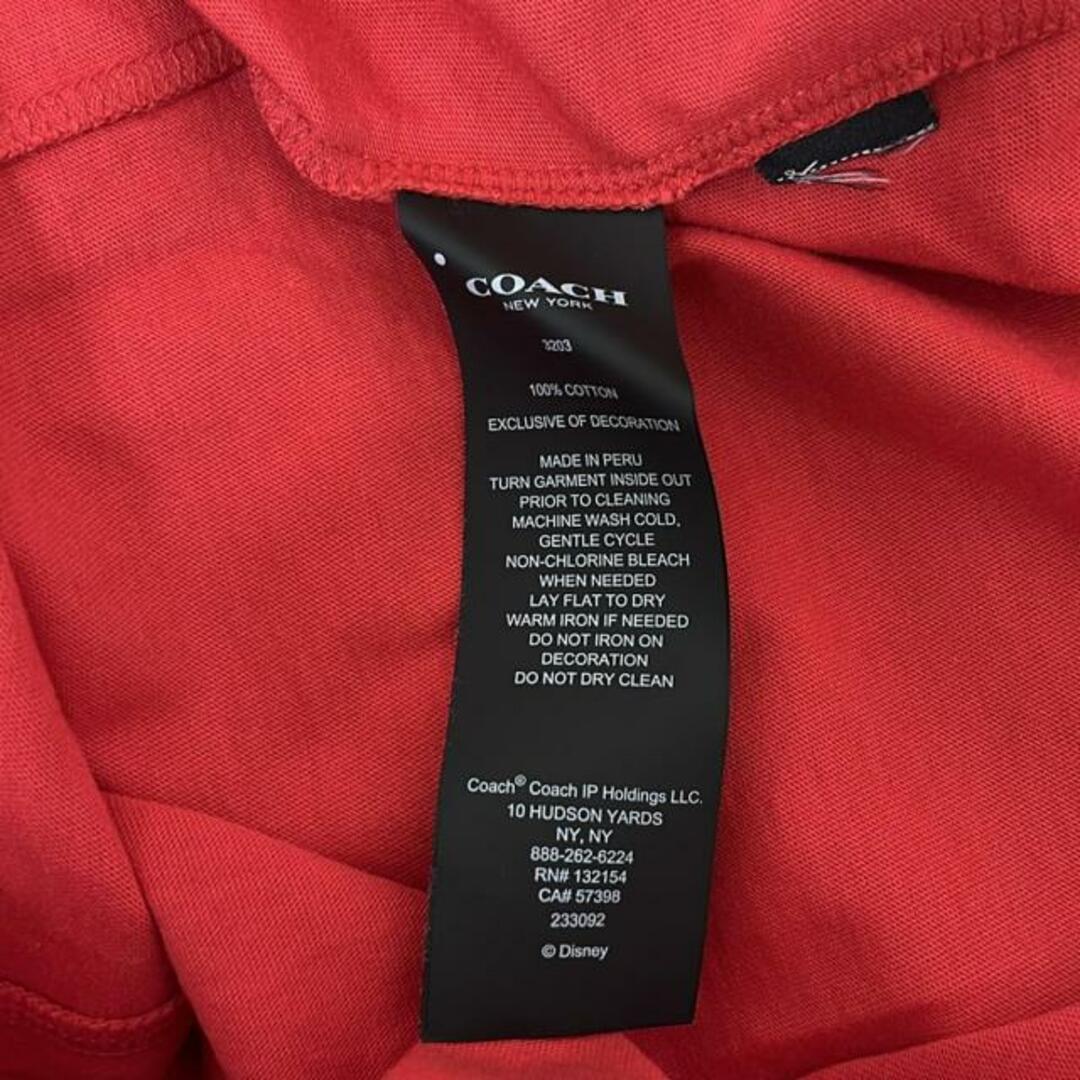 COACH
NEW YORK
3203
100% COTTON
EXCLUSIVE OF DECORATION
MADE IN PERU
TURN GARMENT INSIDE OUT
PRIOR TO CLEANING
MACHINE WASH COLD,
GENTLE CYCLE
NON-CHLORINE BLEACH
WHEN NEEDED
LAY FLAT TO DRY
WARM IRON IF NEEDED
DO NOT IRON ON
DECORATION
DO NOT DRY CLEAN
Coach® Coach IP Holdings LLC.
10 HUDSON YARDS
NY, NY
888-262-6224
RN# 132154
CA# 57398
233092
© Disney